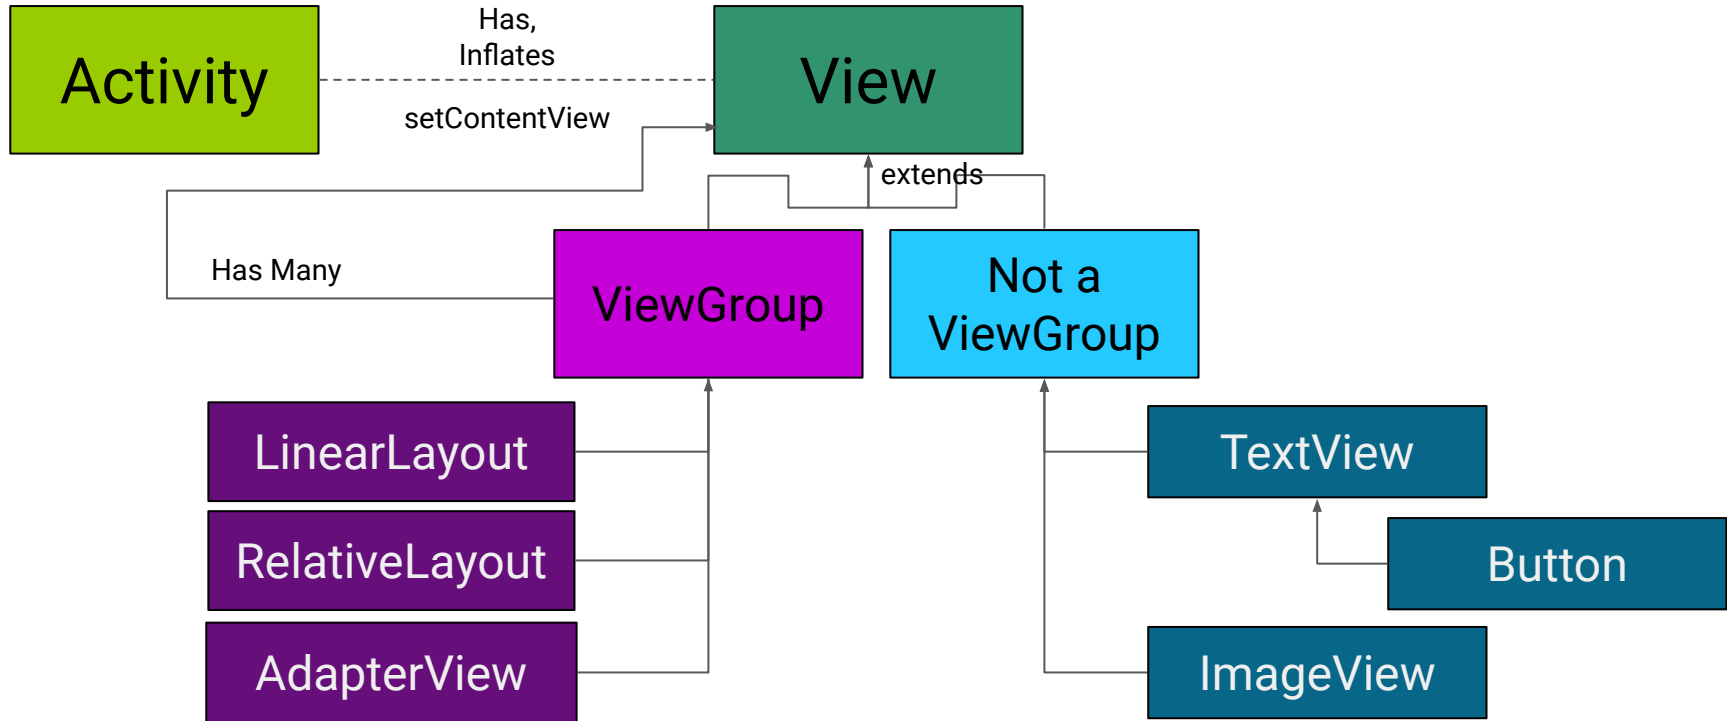 Activity
Has,
Inflates
setContentView
View
extends
Has Many
ViewGroup
Not a
ViewGroup
LinearLayout
RelativeLayout
AdapterView
TextView
Button
ImageView